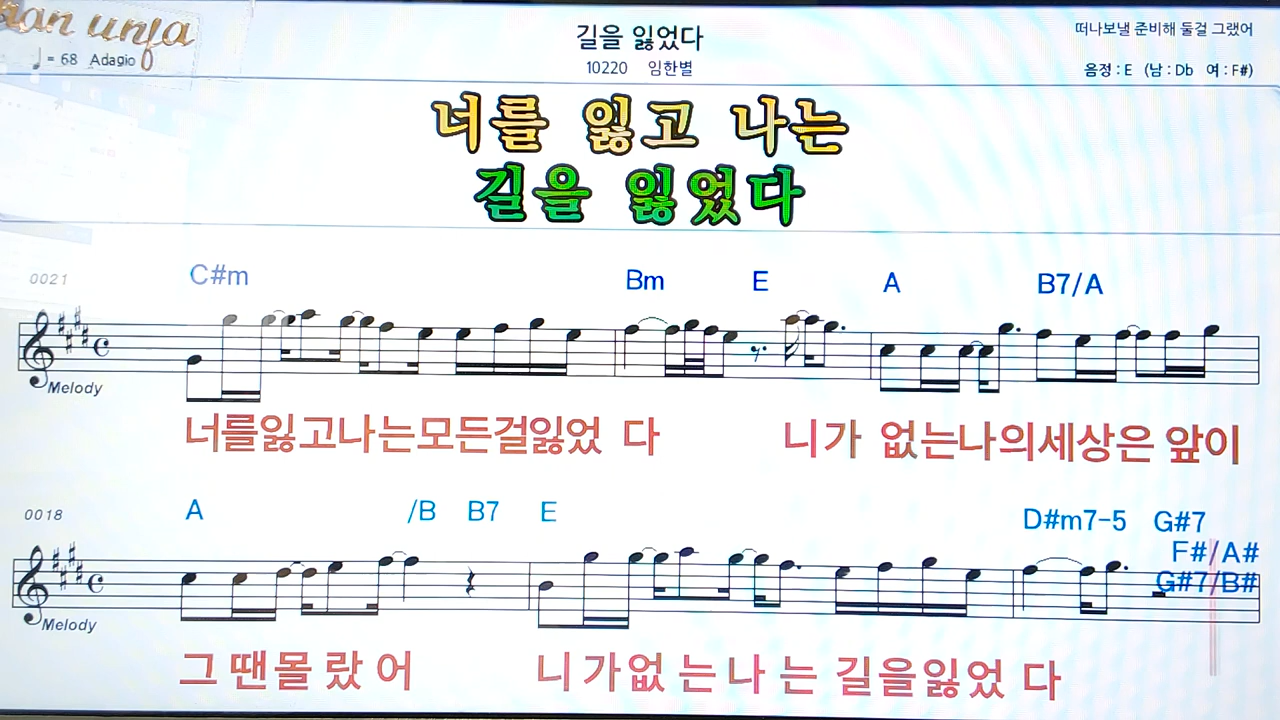 길을 잃었다
떠나보낼 준비해 둘걸 그랬어
♩ = 68 Adagio
10220 임한별
음정 : E (남 : Db 여 : F#)
너를 잃고 나는
길을 잃었다
0021
C#m Bm E A B7/A
Melody
너를잃고나는모든걸잃었 다 니가 없는나의세상은 앞이
0018
A /B B7 E D#m7-5 G#7
F#/A#
G#7/B#
Melody
그 땐몰 랐 어 니 가없 는 나 는 길을잃었 다